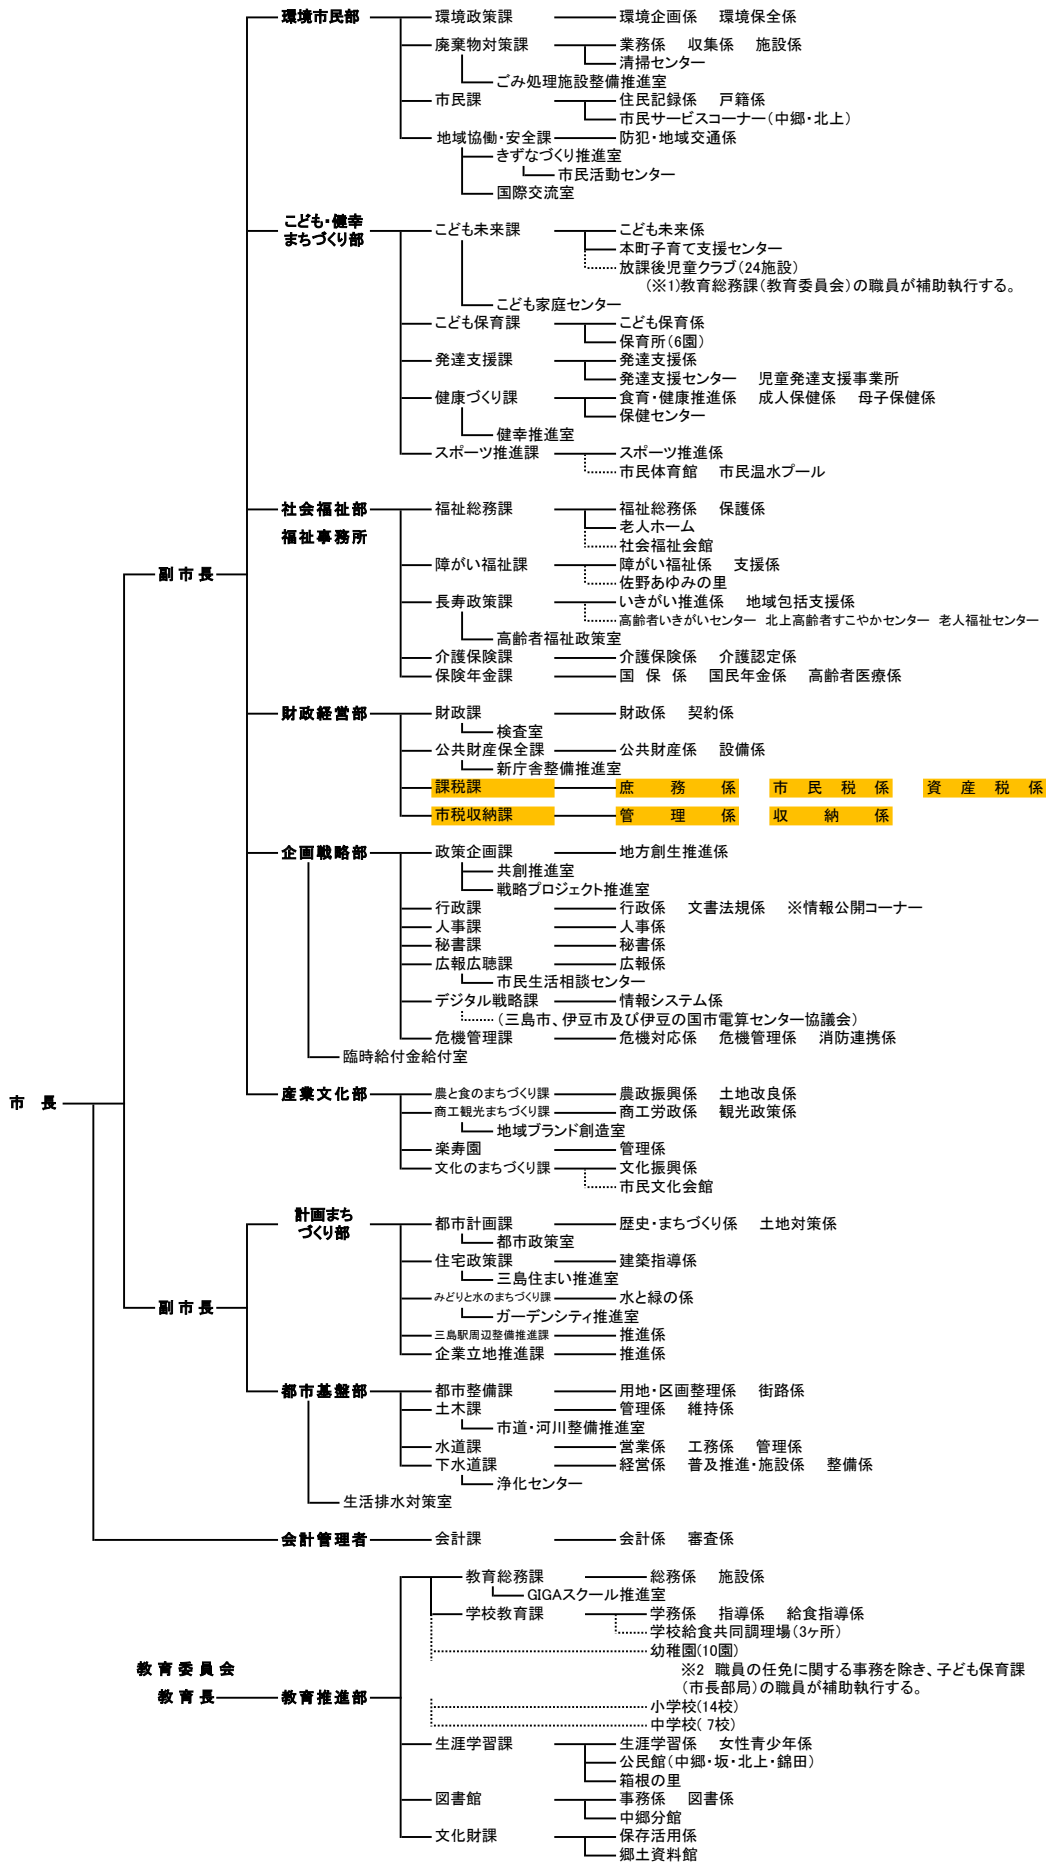 環境市民部 環境政策課 環境企画係 環境保全係
廃棄物対策課 業務係 収集係 施設係
清掃センター
ごみ処理施設整備推進室
市民課 住民記録係 戸籍係
市民サービスコーナー(中郷・北上)
地域協働・安全課 防犯・地域交通係
きずなづくり推進室
市民活動センター
国際交流室
こども・健幸
まちづくり部
こども未来課 こども未来係
本町子育て支援センター
放課後児童クラブ(24施設)
(※1)教育総務課(教育委員会)の職員が補助執行する。
こども家庭センター
こども保育課 こども保育係
保育所(6園)
発達支援課 発達支援係
発達支援センター 児童発達支援事業所
健康づくり課 食育・健康推進係 成人保健係 母子保健係
保健センター
健幸推進室
スポーツ推進課 スポーツ推進係
市民体育館 市民温水プール
社会福祉部 福祉総務課 福祉総務係 保護係
老人ホーム
福祉事務所
社会福祉会館
障がい福祉課 障がい福祉係 支援係
副市長
佐野あゆみの里
長寿政策課 いきがい推進係 地域包括支援係
高齢者いきがいセンター 北上高齢者すこやかセンター 老人福祉センター
高齢者福祉政策室
介護保険課 介護保険係 介護認定係
保険年金課 国保係 国民年金係 高齢者医療係
財政経営部 財政課 財政係 契約係
検査室
公共財産保全課 公共財産係 設備係
新庁舎整備推進室
課税課 庶務係 市民税係 資産税係
市税収納課 管理係 収納係
企画戦略部 政策企画課 地方創生推進係
共創推進室
戦略プロジェクト推進室
行政課 行政係 文書法規係 ※情報公開コーナー
人事課 人事係
秘書課 秘書係
広報広聴課 広報係
市民生活相談センター
デジタル戦略課 情報システム係
(三島市、伊豆市及び伊豆の国市電算センター協議会)
危機管理課 危機対応係 危機管理係 消防連携係
臨時給付金給付室
産業文化部 農と食のまちづくり課 農政振興係 土地改良係
市長
商工観光まちづくり課 商工労政係 観光政策係
地域ブランド創造室
楽寿園 管理係
文化のまちづくり課 文化振興係
市民文化会館
計画まち
づくり部
都市計画課 歴史・まちづくり係 土地対策係
都市政策室
住宅政策課 建築指導係
三島住まい推進室
みどりと水のまちづくり課 水と緑の係
副市長
ガーデンシティ推進室
三島駅周辺整備推進課 推進係
企業立地推進課 推進係
都市基盤部 都市整備課 用地・区画整理係 街路係
土木課 管理係 維持係
市道・河川整備推進室
水道課 営業係 工務係 管理係
下水道課 経営係 普及推進・施設係 整備係
浄化センター
生活排水対策室
会計管理者 会計課 会計係 審査係
教育総務課 総務係 施設係
GIGAスクール推進室
学校教育課 学務係 指導係 給食指導係
学校給食共同調理場(3ヶ所)
幼稚園(10園)
教育委員会
※2 職員の任免に関する事務を除き、子ども保育課
(市長部局)の職員が補助執行する。
教育長 教育推進部
小学校(14校)
中学校( 7校)
生涯学習課 生涯学習係 女性青少年係
公民館(中郷・坂・北上・錦田)
箱根の里
図書館 事務係 図書係
中郷分館
文化財課 保存活用係
郷土資料館